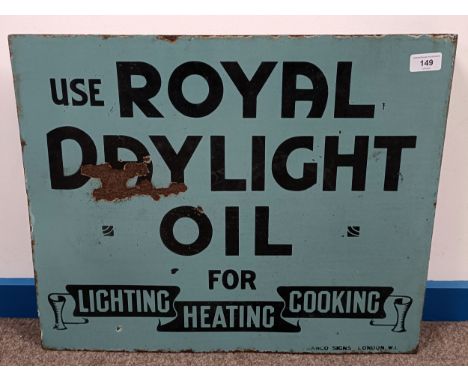 149
USE ROYAL
DAYLIGHT
OIL
FOR
LIGHTING HEATING COOKING
SIGNS LONDON, W.1.